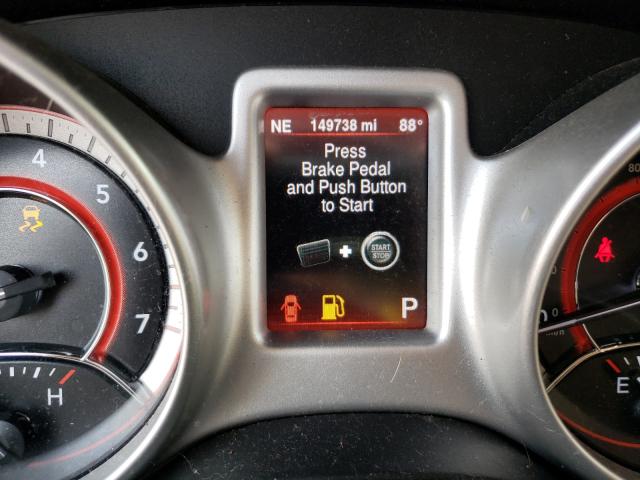 NE 149738 mi 88°
Press
Brake Pedal
and Push Button
to Start
START
STOP
P
4
5
6
7
H
E